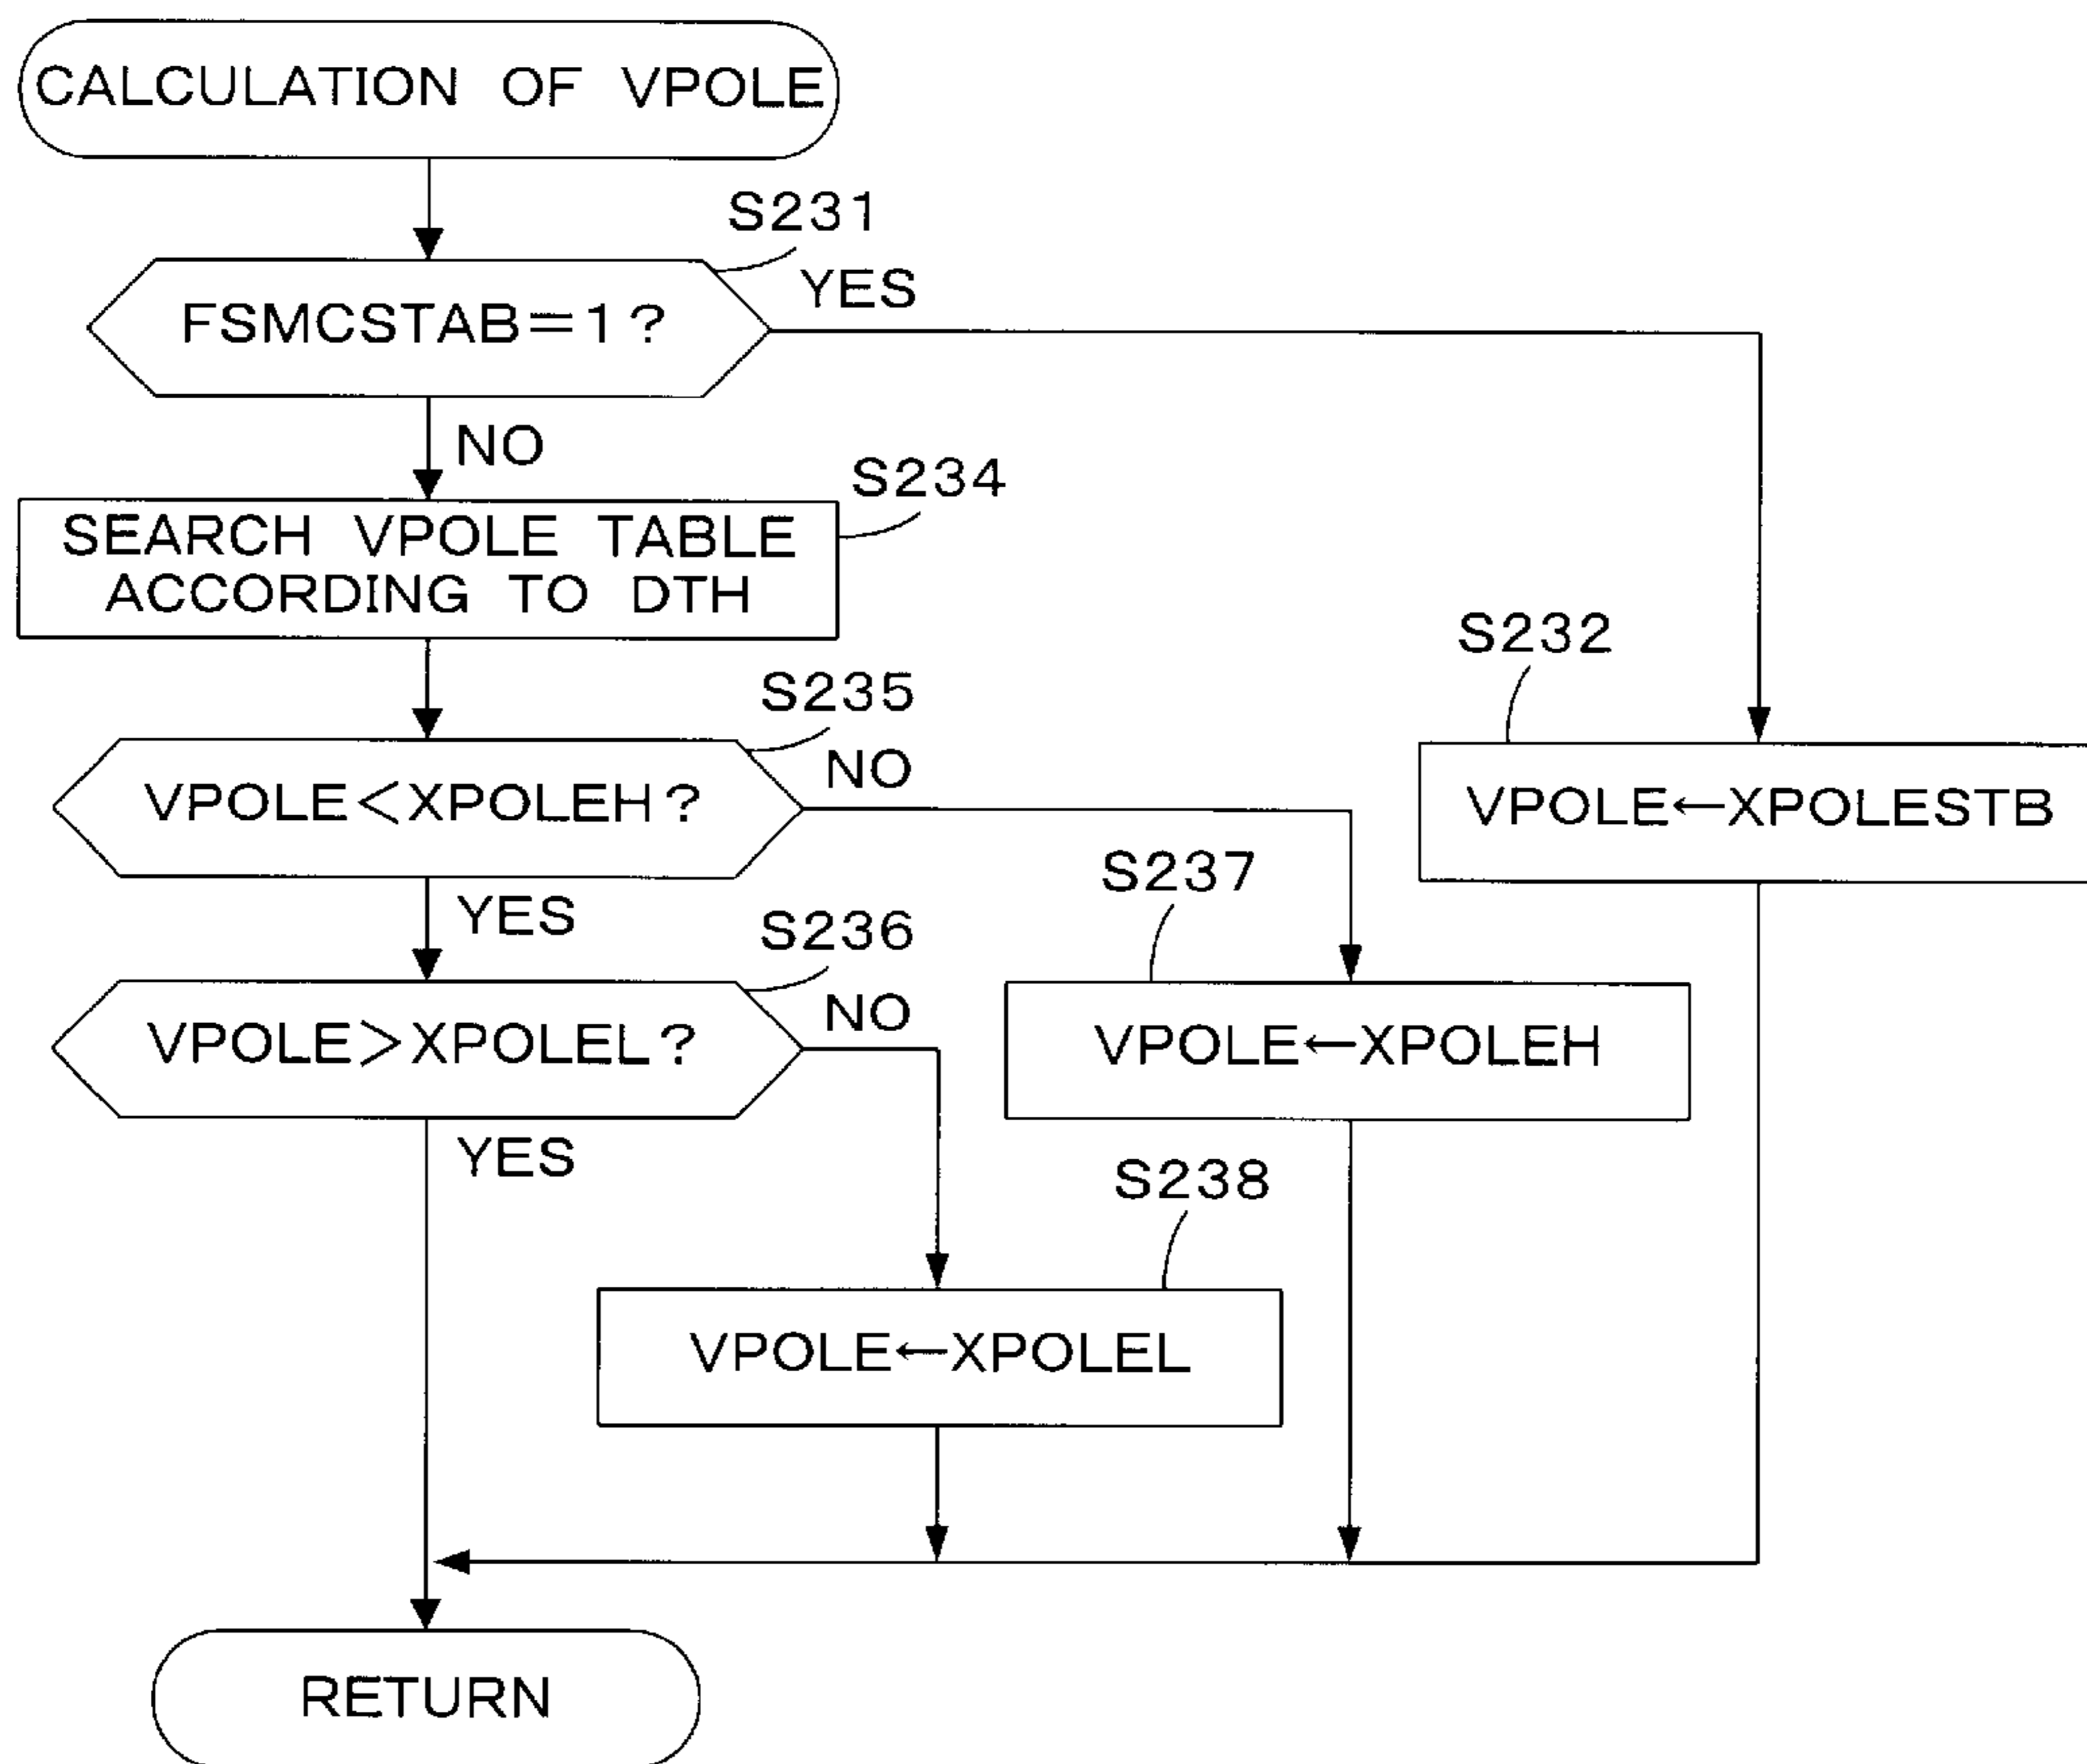 CALCULATION OF VPOLE
S231
FSMCSTAB=1?
YES
NO
S234
SEARCH VPOLE TABLE
ACCORDING TO DTH
S232
VPOLE←XPOLESTB
S235
VPOLE<XPOLEH?
NO
YES
S237
VPOLE←XPOLEH
S236
VPOLE>XPOLEL?
NO
YES
S238
VPOLE←XPOLEL
RETURN